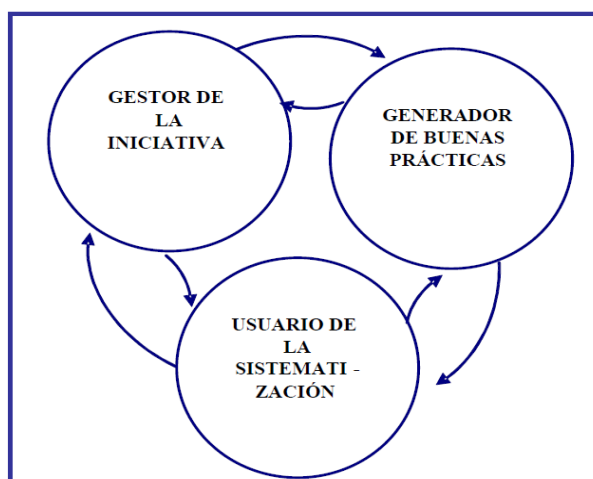 GESTOR DE
LA
INICIATIVA
GENERADOR
DE BUENAS
PRÁCTICAS
USUARIO DE
LA
SISTEMATI -
ZACIÓN